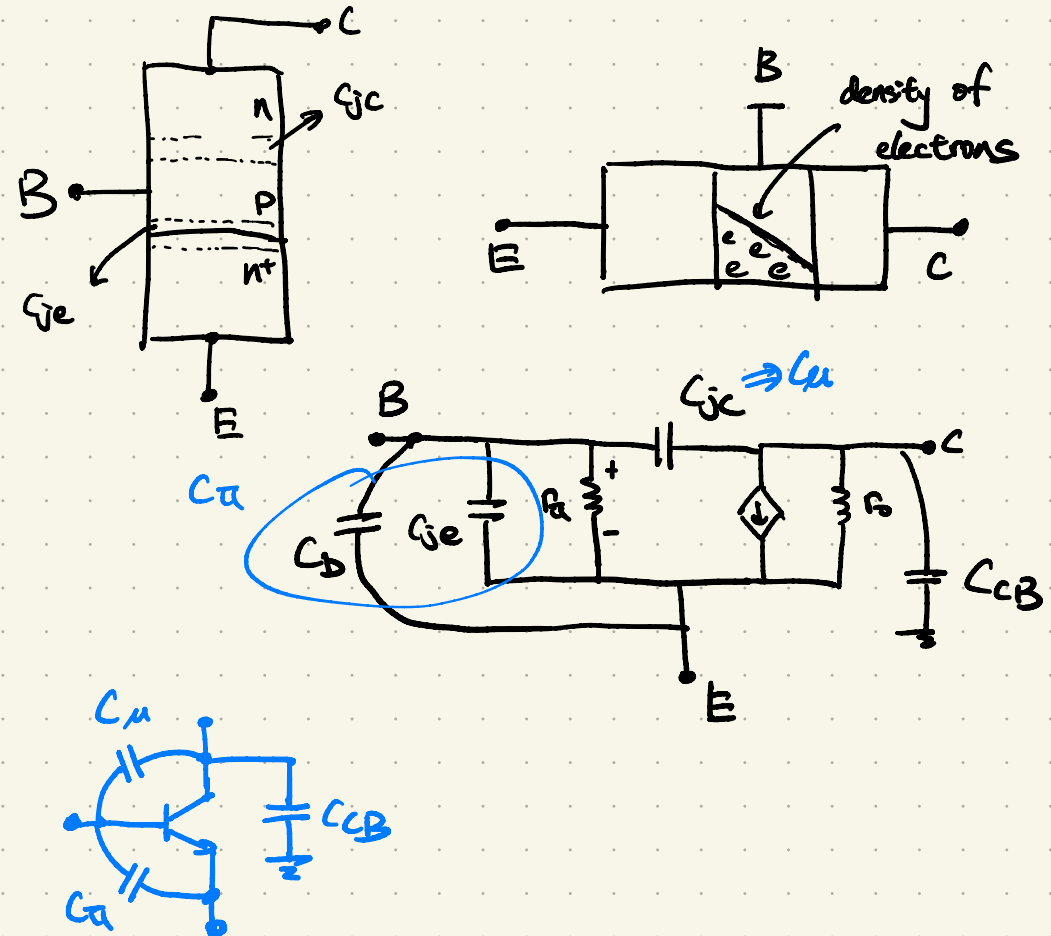 C
n
Cjc
B
p
n+
Cje
E
B
density of
electrons
E
e e
e e
C
Cjc ⇒ Cμ
B
C
Cπ
+
rπ
-
Cje
CD
ro
CCB
E
Cμ
CCB
Cπ